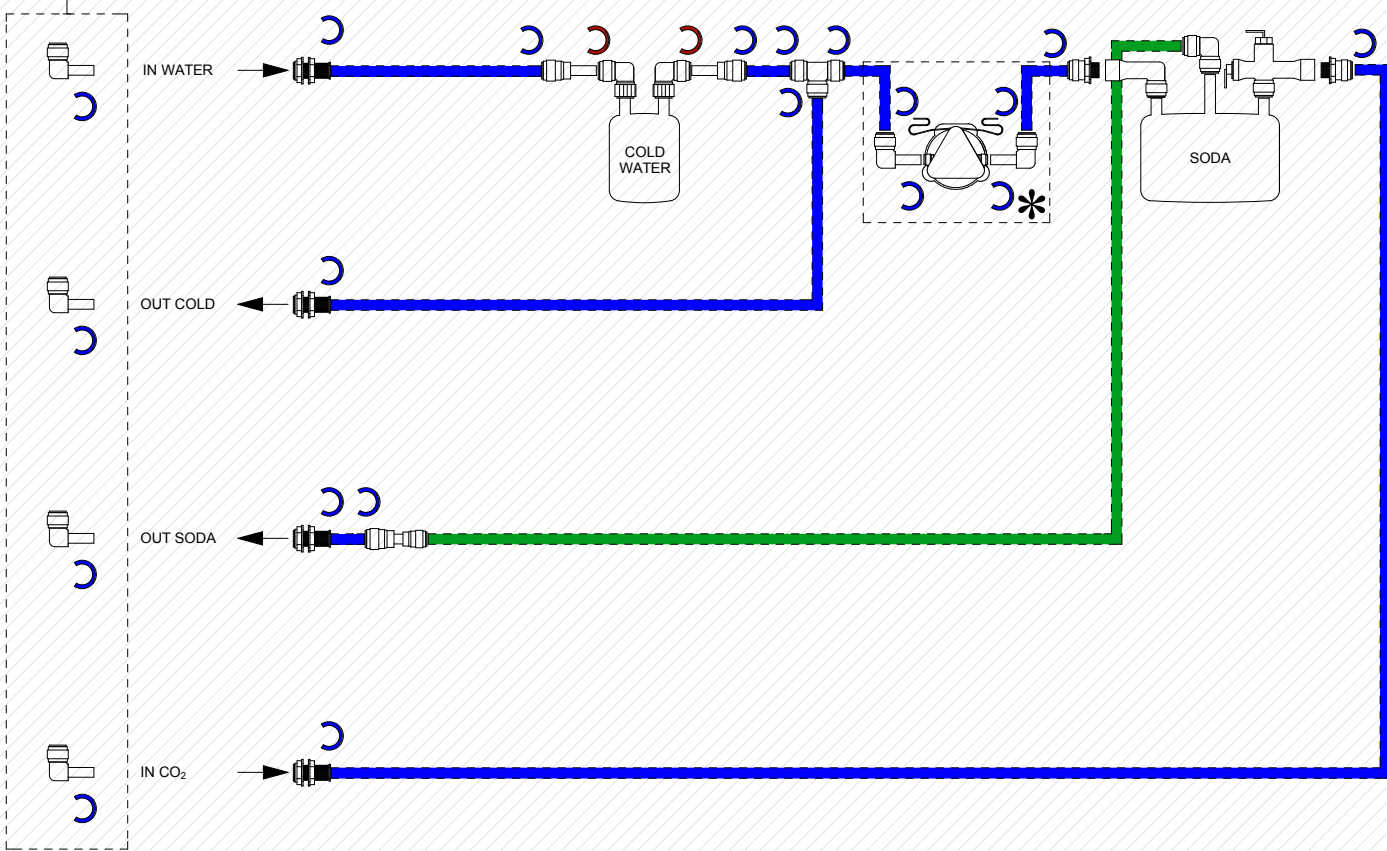 IN WATER
COLD
WATER
SODA
*
OUT COLD
OUT SODA
IN CO₂